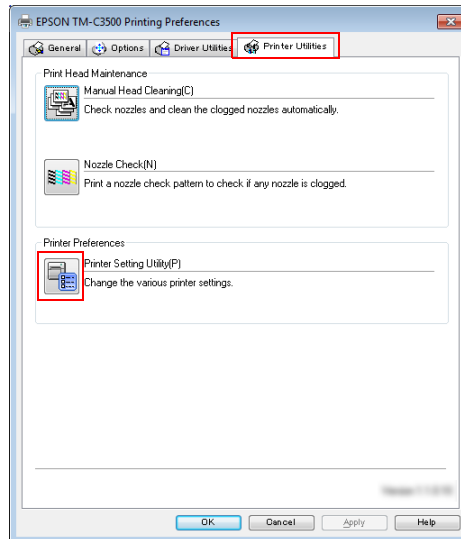 EPSON TM-C3500 Printing Preferences
General Options Driver Utilities Printer Utilities
Print Head Maintenance
Manual Head Cleaning(C)
Check nozzles and clean the clogged nozzles automatically.
Nozzle Check(N)
Print a nozzle check pattern to check if any nozzle is clogged.
Printer Preferences
Printer Setting Utility(P)
Change the various printer settings.
OK Cancel Apply Help